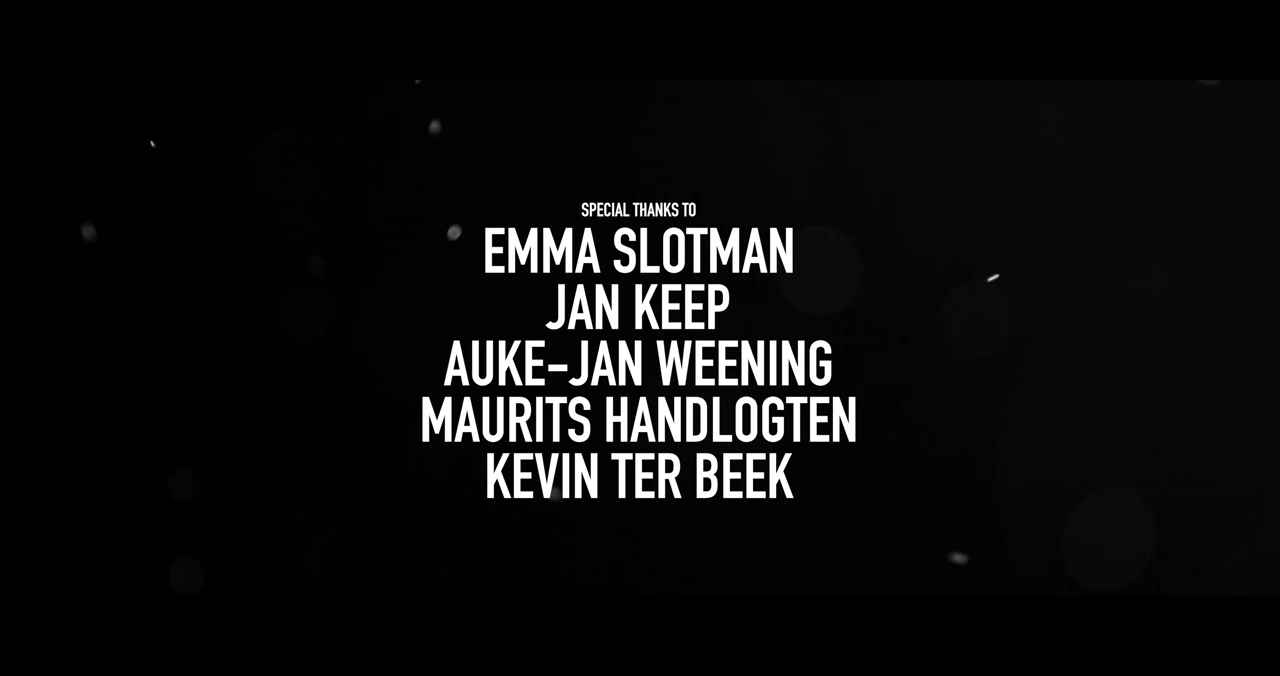 SPECIAL THANKS TO
EMMA SLOTMAN
JAN KEEP
AUKE-JAN WEENING
MAURITS HANDLOGTEN
KEVIN TER BEEK